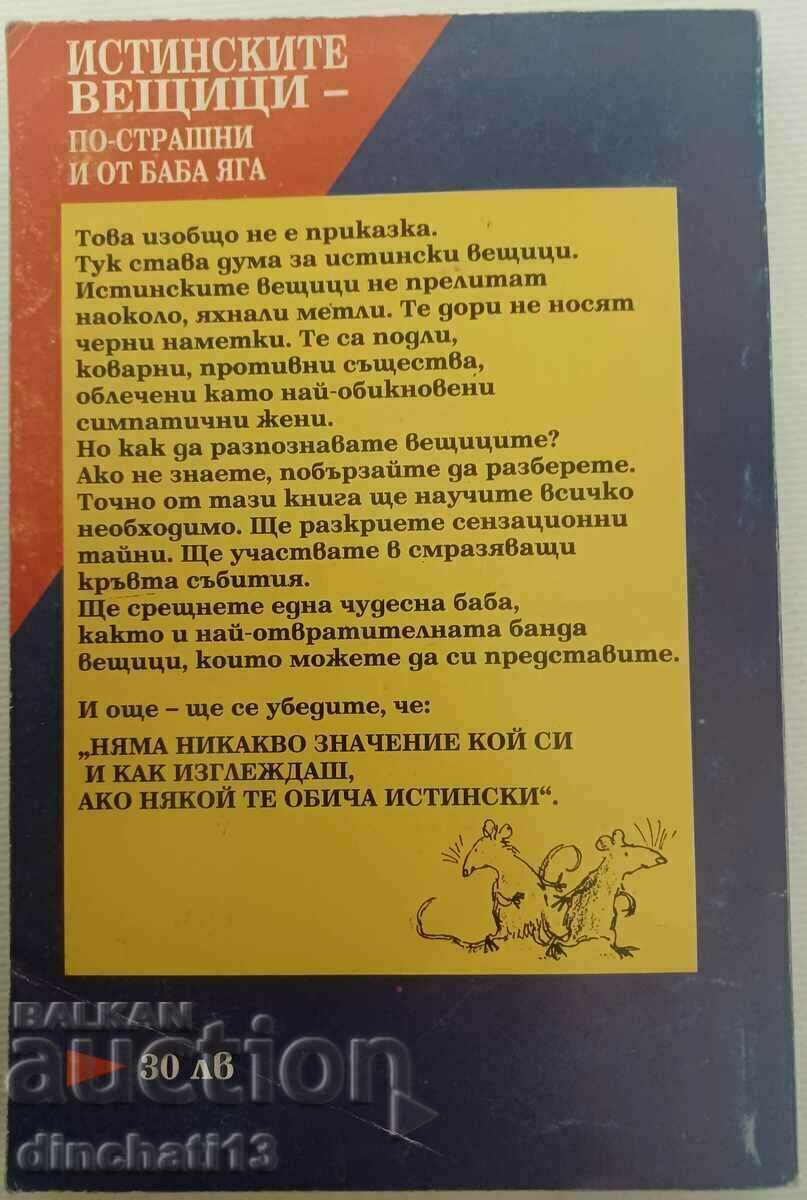 ИСТИНСКИТЕ
ВЕЩИЦИ –
ПО-СТРАШНИ
И ОТ БАБА ЯГА
Това изобщо не е приказка.
Тук става дума за истински вещици.
Истинските вещици не прелитат
наоколо, яхнали метли. Те дори не носят
черни наметки. Те са подли,
коварни, противни същества,
облечени като най-обикновени
симпатични жени.
Но как да разпознавате вещиците?
Ако не знаете, побързайте да разберете.
Точно от тази книга ще научите всичко
необходимо. Ще разкриете сензационни
тайни. Ще участвате в смразяващи
кръвта събития.
Ще срещнете една чудесна баба,
както и най-отвратителната банда
вещици, които можете да си представите.
И още – ще се убедите, че:
„НЯМА НИКАКВО ЗНАЧЕНИЕ КОЙ СИ
И КАК ИЗГЛЕЖДАШ,
АКО НЯКОЙ ТЕ ОБИЧА ИСТИНСКИ“.
BALKAN
auction
30 лв
dinchati13